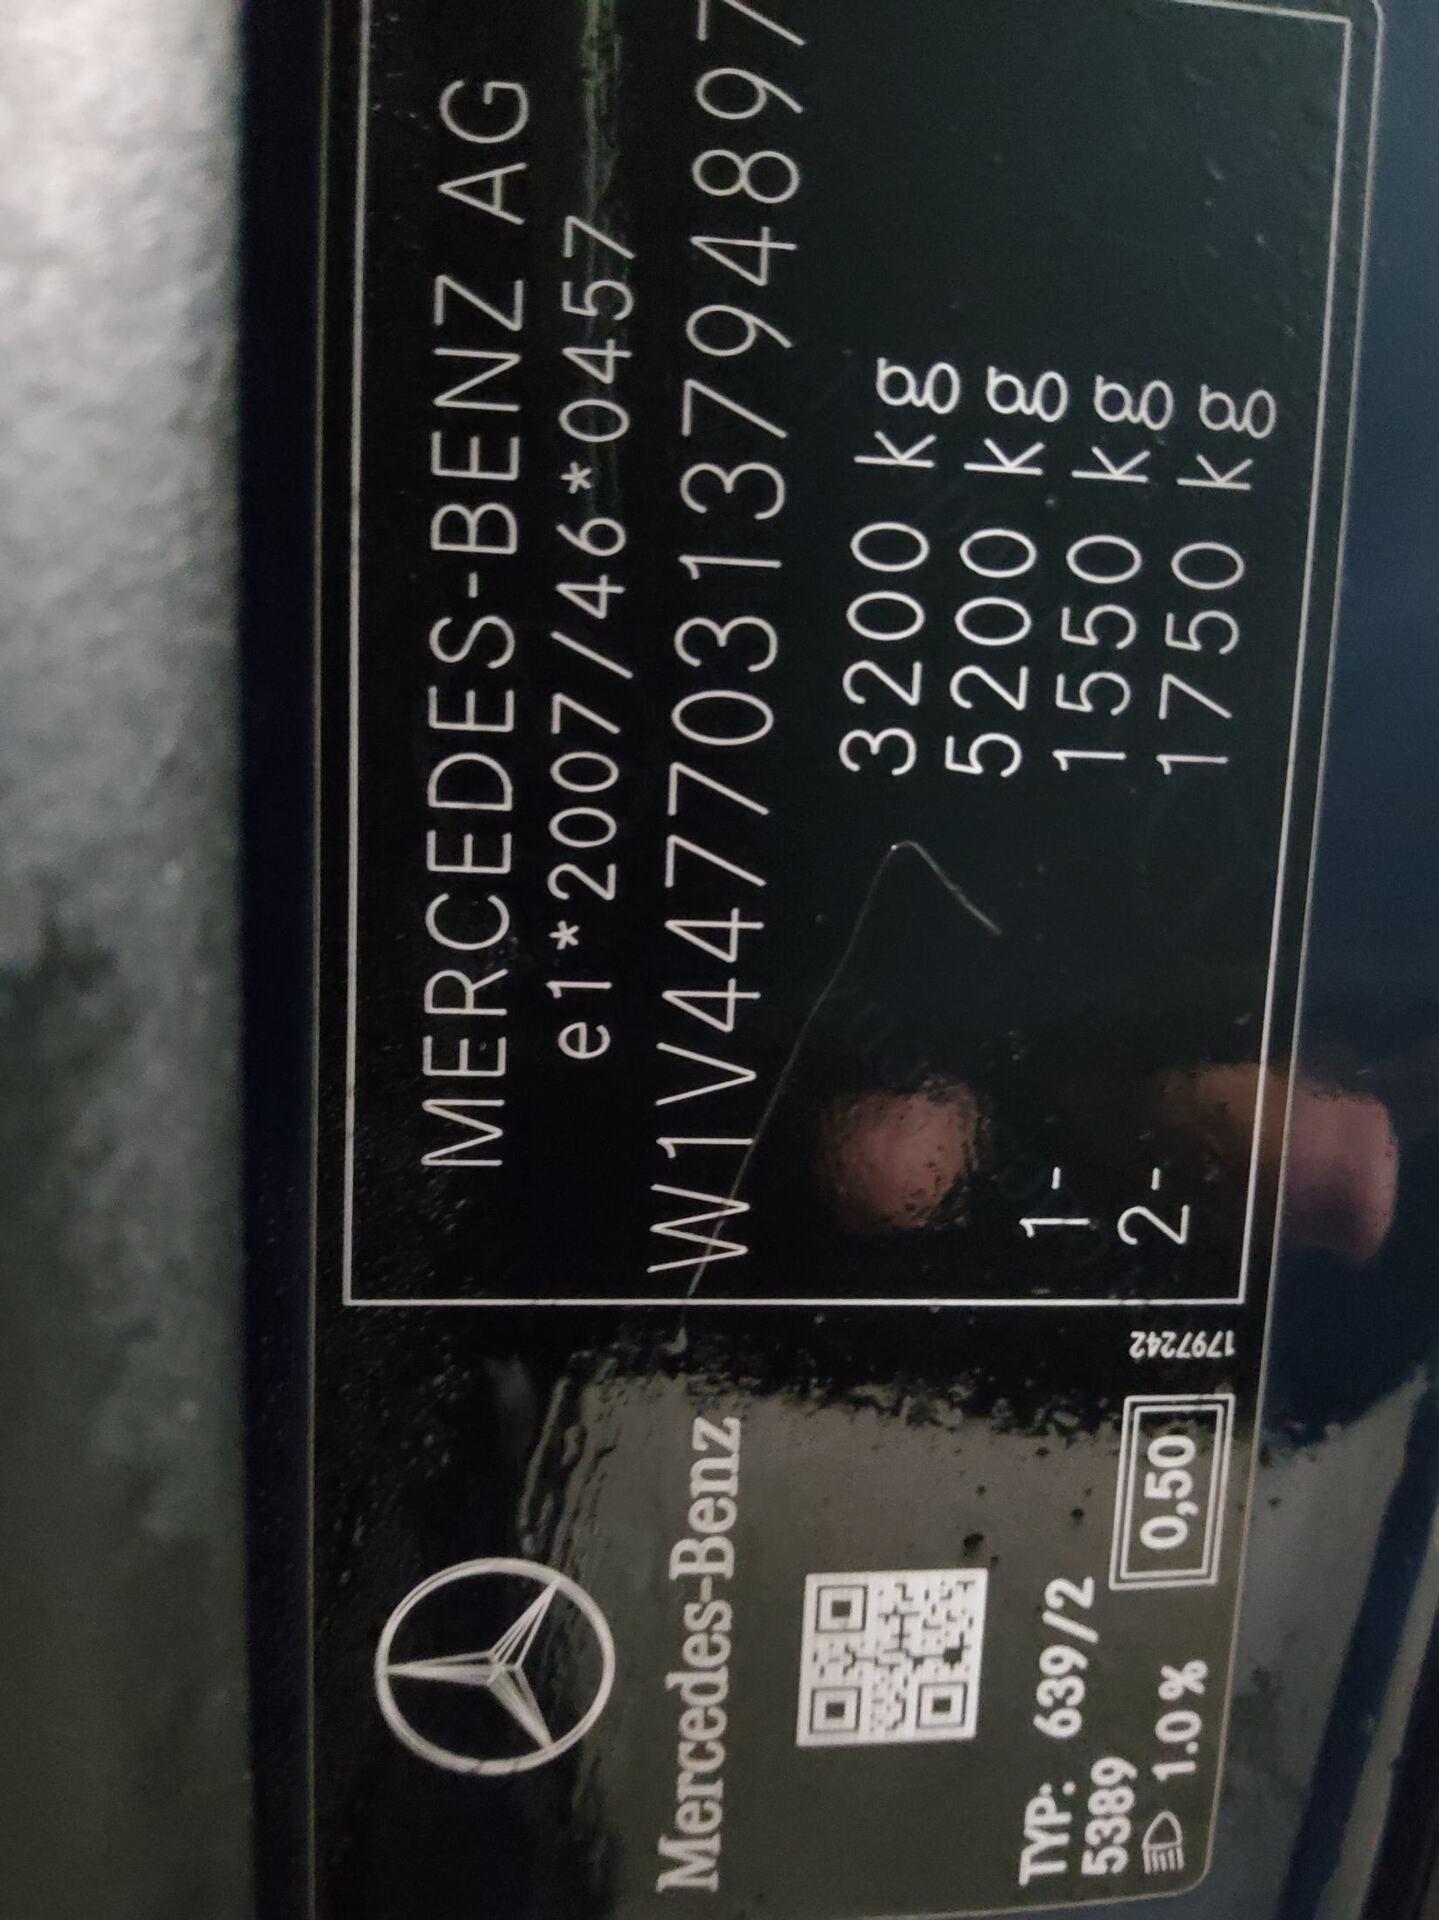 MERCEDES-BENZ AG
e1*2007/46*0457
W1V44770313794897
3200 kg
5200 kg
1- 1550 kg
2- 1750 kg
1797242
Mercedes-Benz
TYP: 639/2
5389
1.0 %
0,50